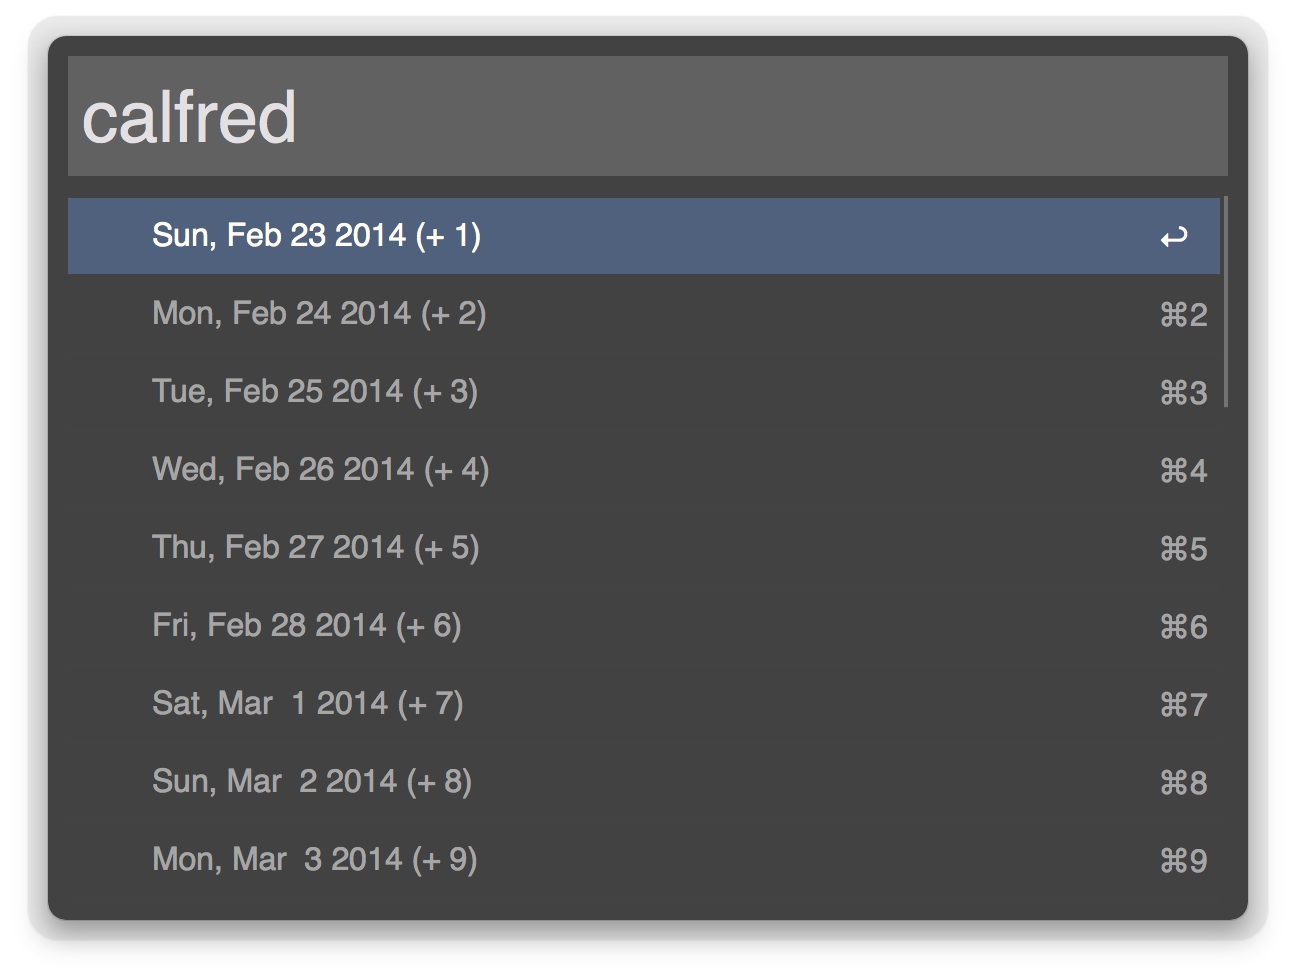 calfred
Sun, Feb 23 2014 (+ 1) ↩
Mon, Feb 24 2014 (+ 2) ⌘2
Tue, Feb 25 2014 (+ 3) ⌘3
Wed, Feb 26 2014 (+ 4) ⌘4
Thu, Feb 27 2014 (+ 5) ⌘5
Fri, Feb 28 2014 (+ 6) ⌘6
Sat, Mar  1 2014 (+ 7) ⌘7
Sun, Mar  2 2014 (+ 8) ⌘8
Mon, Mar  3 2014 (+ 9) ⌘9